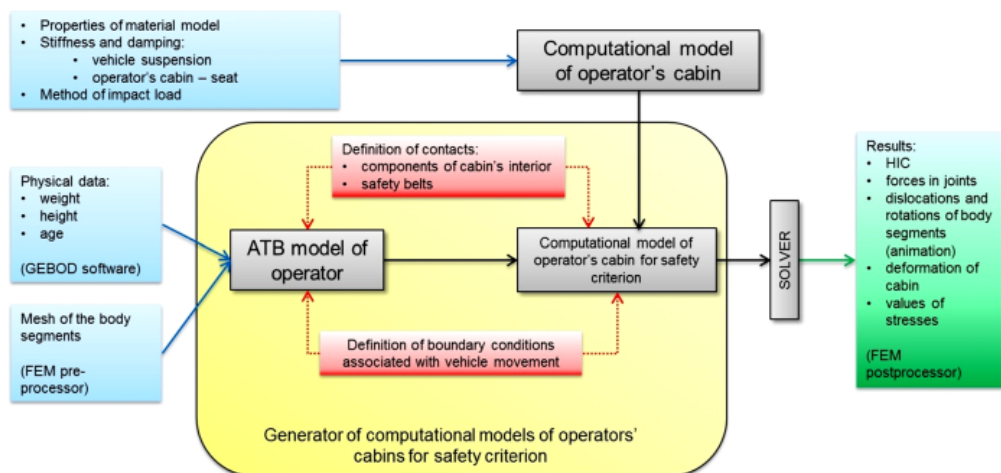 • Properties of material model
• Stiffness and damping:
• vehicle suspension
• operator's cabin – seat
• Method of impact load
Computational model
of operator's cabin
Definition of contacts:
• components of cabin's interior
• safety belts
Physical data:
• weight
• height
• age
(GEBOD software)
ATB model of
operator
Computational model of
operator's cabin for safety
criterion
SOLVER
Results:
• HIC
• forces in joints
• dislocations and
rotations of body
segments
(animation)
• deformation of
cabin
• values of
stresses
(FEM
postprocessor)
Mesh of the body
segments
(FEM pre-
processor)
Definition of boundary conditions
associated with vehicle movement
Generator of computational models of operators'
cabins for safety criterion